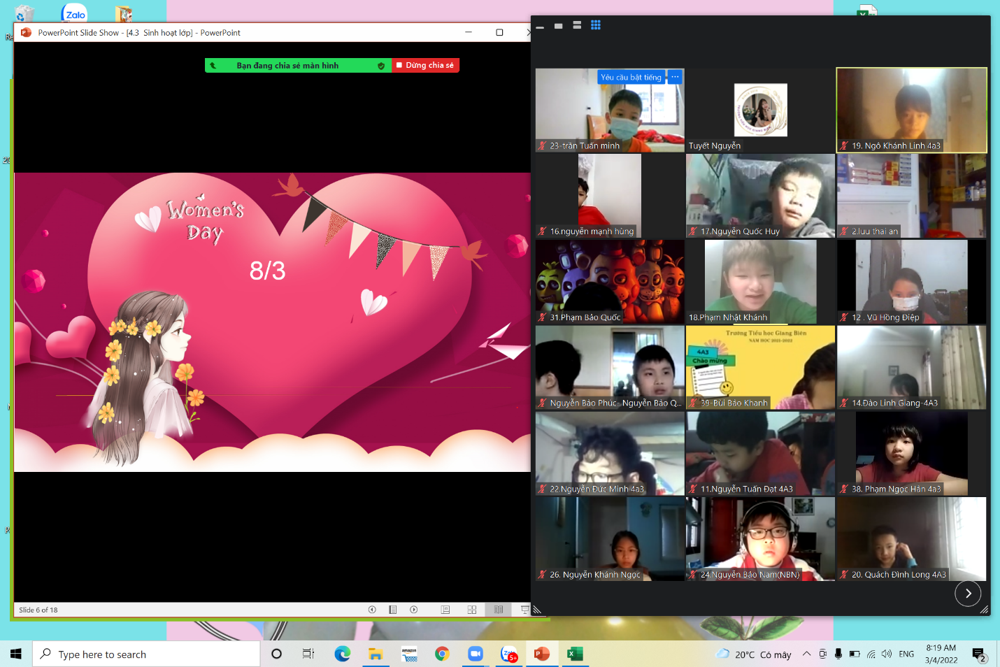 Zalo
PowerPoint Slide Show - [4.3 Sinh hoạt lớp] - PowerPoint
Bạn đang chia sẻ màn hình
Dừng chia sẻ
Women's
Day
8/3
Slide 6 of 18
Yêu cầu bật tiếng
23-trần Tuấn minh
Tuyết Nguyễn
19. Ngô Khánh Linh 4a3
16.nguyễn mạnh hùng
17.Nguyễn Quốc Huy
2.luu thai an
31.Phạm Bảo Quốc
18.Phạm Nhật Khánh
12 . Vũ Hồng Điệp
Trường Tiểu học Giang Biên
NĂM HỌC 2021-2022
4A3
Chào mừng
Nguyễn Bảo Phúc- Nguyễn Bảo Q...
39-Bùi Bảo Khanh
14.Đào Linh Giang-4A3
22.Nguyễn Đức Minh 4a3
11.Nguyễn Tuấn Đạt 4A3
38. Phạm Ngọc Hân 4a3
26. Nguyễn Khánh Ngọc
24.Nguyễn Bảo Nam(NBN)
20. Quách Đình Long 4A3
Type here to search
amazon
5+
20°C Có mây
ENG
8:19 AM
3/4/2022
2